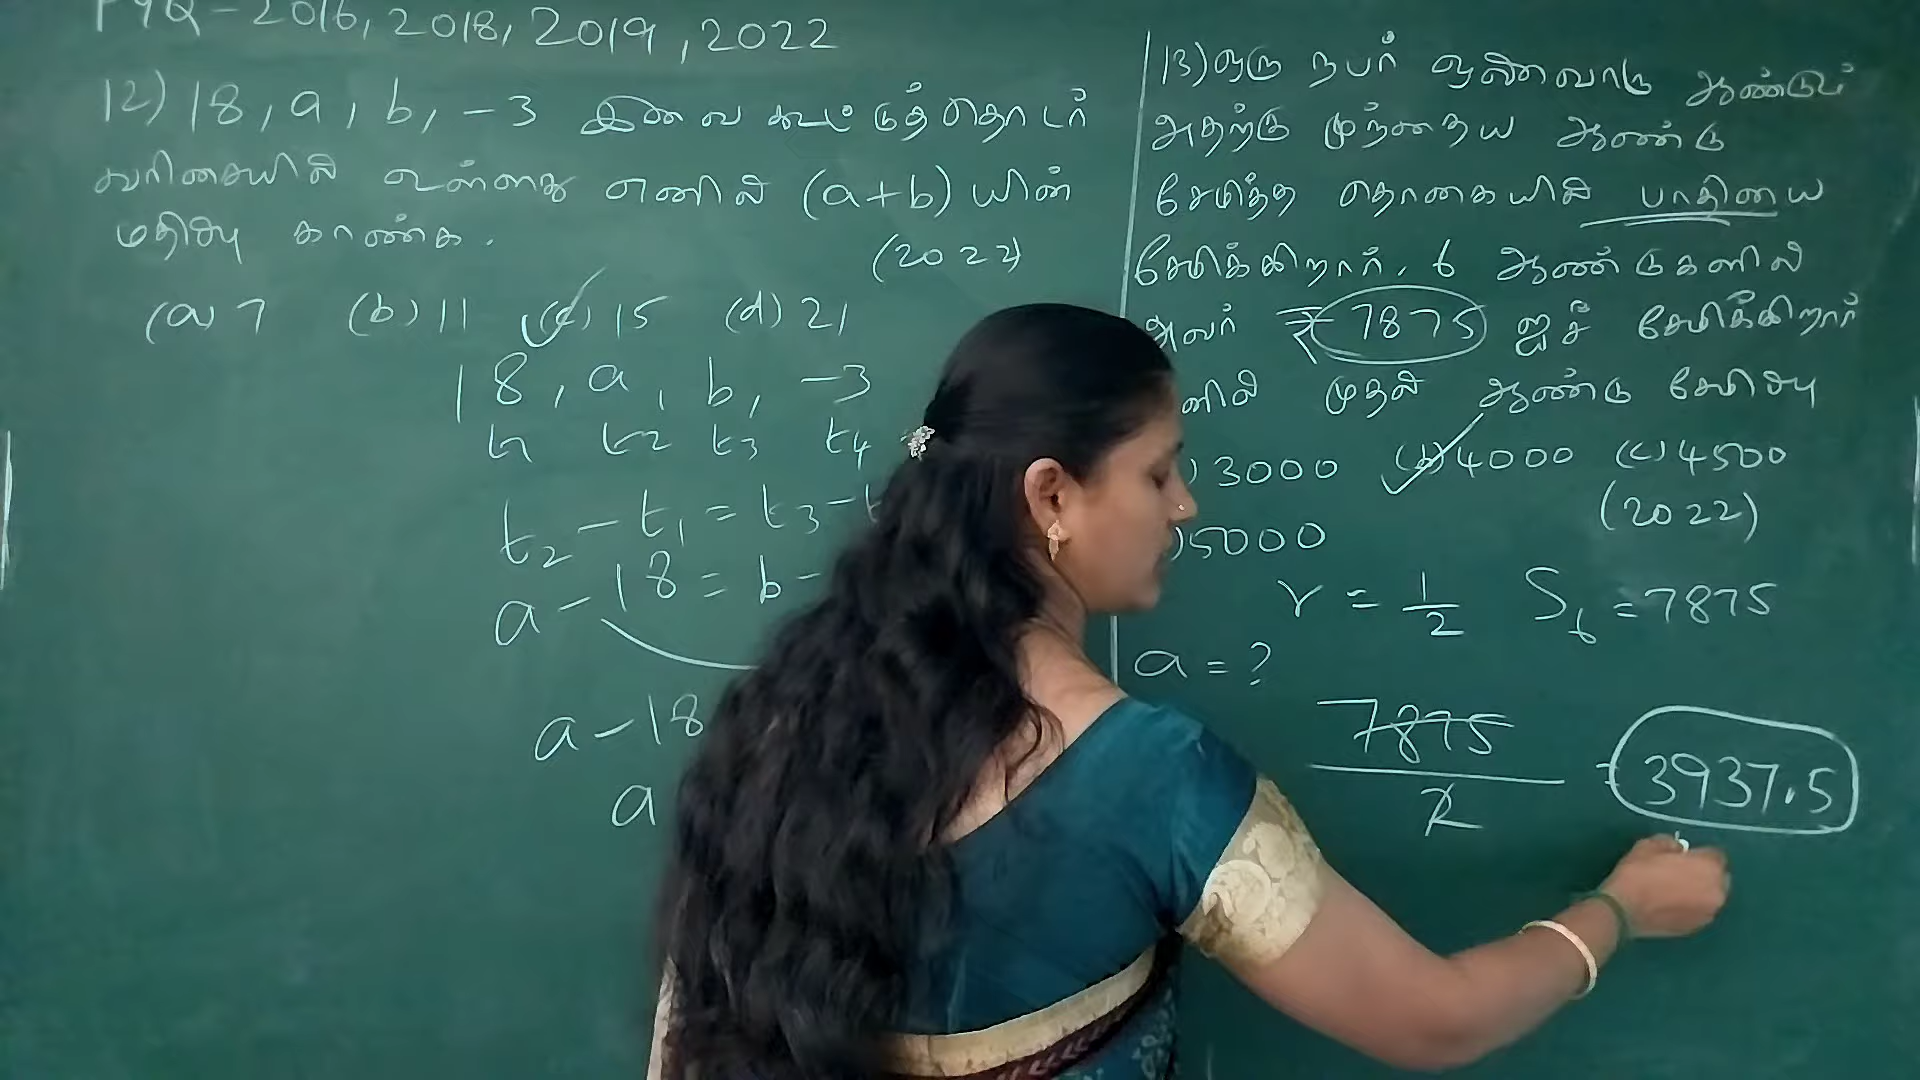 PYQ - 2016, 2018, 2019, 2022
12) 18, a, b, -3 இவை கூட்டுத்தொடர்
வரிசையில் உள்ளது எனில் (a+b) யின்
மதிப்பு காண்க.
(2022)
(a) 7 (b) 11 (c) 15 (d) 21
18, a, b, -3
t1 t2 t3 t4
t2 - t1 = t3 - t
a - 18 = b -
a - 18
a
13) ஒரு நபர் ஒவ்வொரு ஆண்டும்
அதற்கு முந்தைய ஆண்டு
சேமித்த தொகையில் பாதியை
சேமிக்கிறார். 6 ஆண்டுகளில்
அவர் ₹ 7875 ஐச் சேமிக்கிறார்
எனில் முதல் ஆண்டு சேமிப்பு
) 3000 (b) 4000 (c) 4500
(2022)
) 5000
r = 1/2 S6 = 7875
a = ?
7875/2 = 3937.5